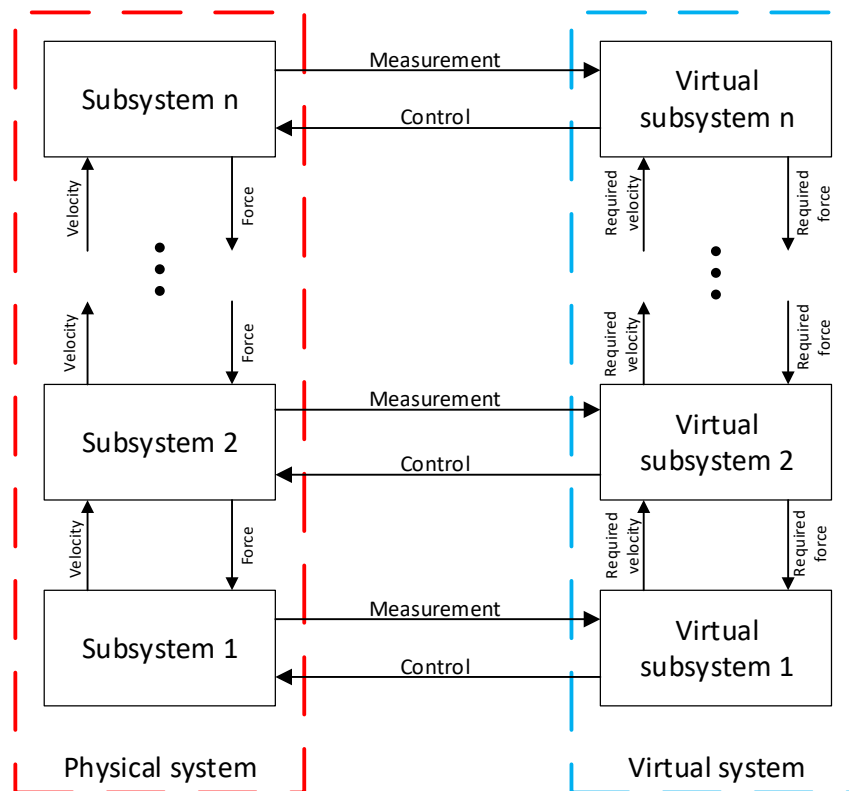 Subsystem n
Measurement
Control
Virtual
subsystem n
Velocity
Force
Required
velocity
Required
force
Velocity
Force
Required
velocity
Required
force
Subsystem 2
Measurement
Control
Virtual
subsystem 2
Velocity
Force
Required
velocity
Required
force
Subsystem 1
Measurement
Control
Virtual
subsystem 1
Physical system
Virtual system